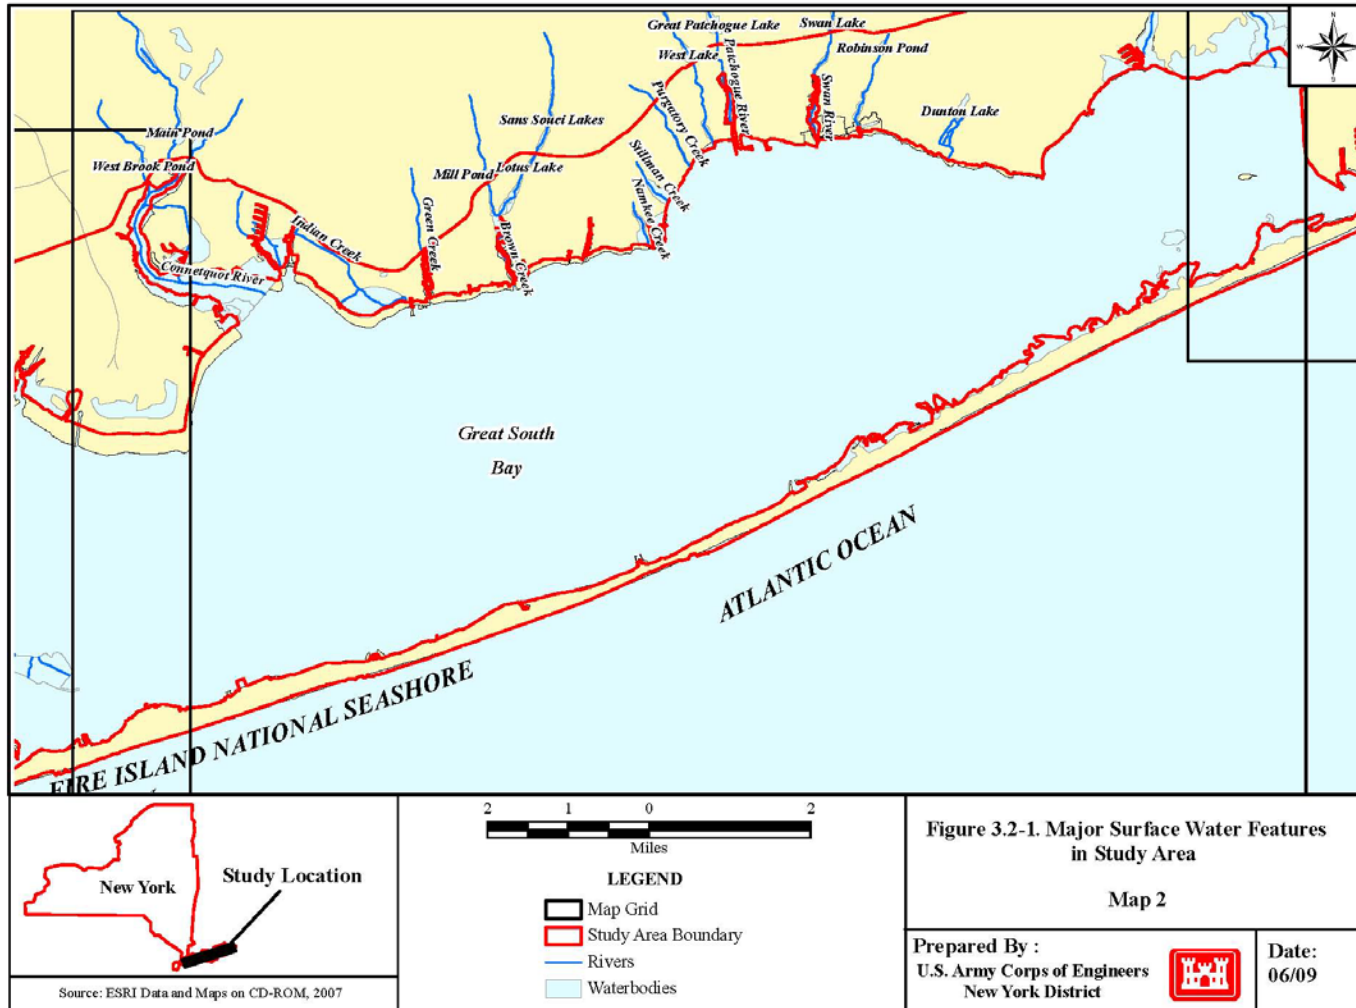 Great Patchogue Lake
Swan Lake
N
W
S
West Lake
Patchogue River
Robinson Pond
Purgatory Creek
Swan River
Dunton Lake
Sans Souci Lakes
Main Pond
Stillman Creek
West Brook Pond
Mill Pond
Lotus Lake
Namkee Creek
Green Creek
Indian Creek
Brown Creek
Connetquot River
Great South
Bay
ATLANTIC OCEAN
FIRE ISLAND NATIONAL SEASHORE
New York
Study Location
Source: ESRI Data and Maps on CD-ROM, 2007
2 1 0 2
Miles
LEGEND
Map Grid
Study Area Boundary
Rivers
Waterbodies
Figure 3.2-1. Major Surface Water Features
in Study Area
Map 2
Prepared By :
U.S. Army Corps of Engineers
New York District
Date:
06/09